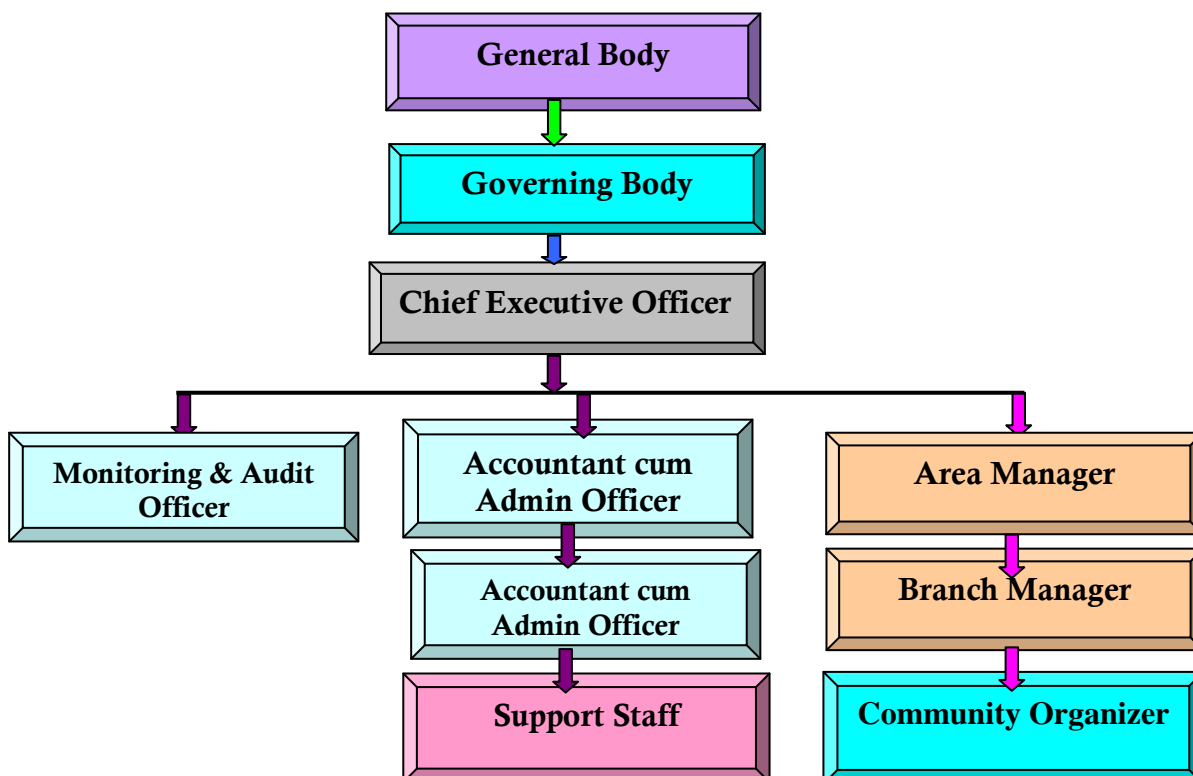 General Body
Governing Body
Chief Executive Officer
Monitoring & Audit
Officer
Accountant cum
Admin Officer
Area Manager
Accountant cum
Admin Officer
Branch Manager
Support Staff
Community Organizer